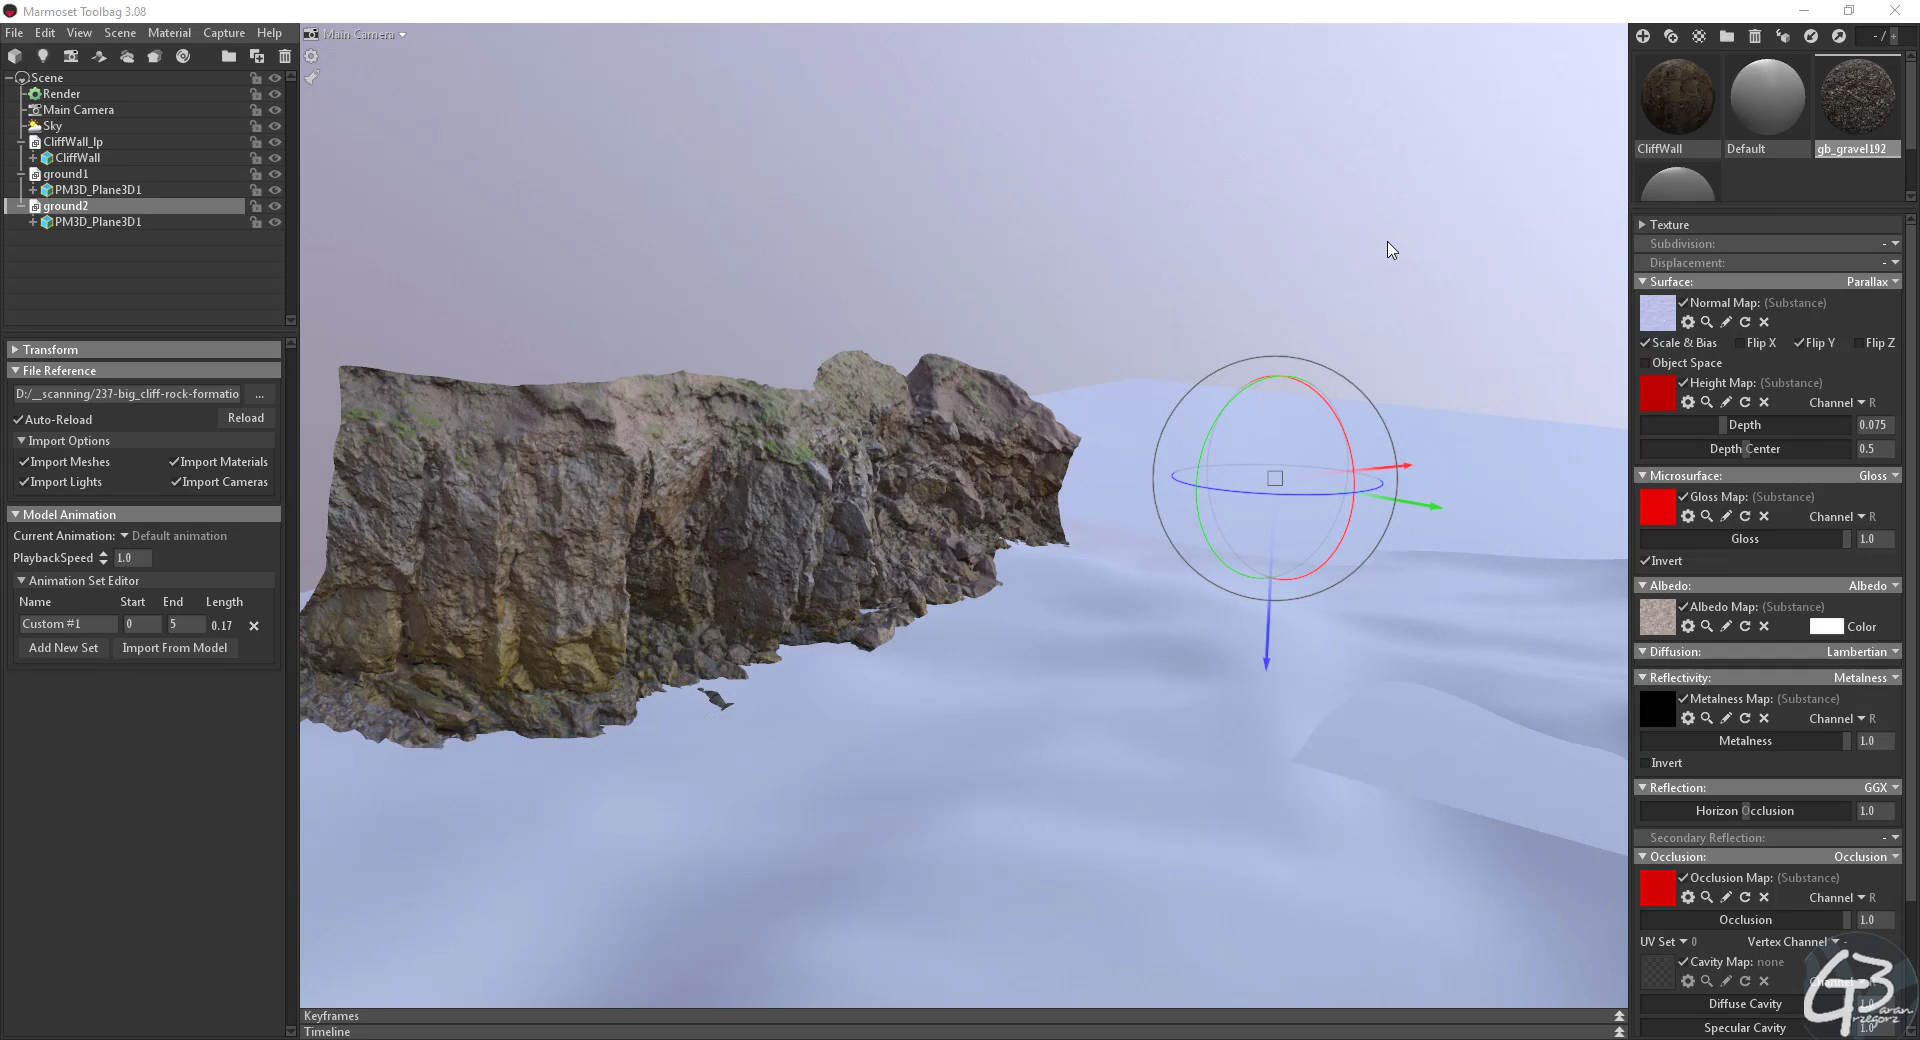 Marmoset Toolbag 3.08
File Edit View Scene Material Capture Help
Main Camera
- / +
Scene
Render
Main Camera
Sky
CliffWall_lp
CliffWall
ground1
PM3D_Plane3D1
ground2
PM3D_Plane3D1
Transform
File Reference
D:/__scanning/237-big_cliff-rock-formatio ...
Auto-Reload Reload
Import Options
Import Meshes Import Materials
Import Lights Import Cameras
Model Animation
Current Animation: Default animation
PlaybackSpeed 1.0
Animation Set Editor
Name Start End Length
Custom #1 0 5 0.17
Add New Set Import From Model
Keyframes
Timeline
CliffWall Default gb_gravel192
Texture
Subdivision: -
Displacement: -
Surface: Parallax
Normal Map: (Substance)
Scale & Bias Flip X Flip Y Flip Z
Object Space
Height Map: (Substance)
Channel R
Depth 0.075
Depth Center 0.5
Microsurface: Gloss
Gloss Map: (Substance)
Channel R
Gloss 1.0
Invert
Albedo: Albedo
Albedo Map: (Substance)
Color
Diffusion: Lambertian
Reflectivity: Metalness
Metalness Map: (Substance)
Channel R
Metalness 1.0
Invert
Reflection: GGX
Horizon Occlusion 1.0
Secondary Reflection: -
Occlusion: Occlusion
Occlusion Map: (Substance)
Channel R
Occlusion 1.0
UV Set 0 Vertex Channel -
Cavity Map: none
Channel
Diffuse Cavity 1.0
Specular Cavity 1.0